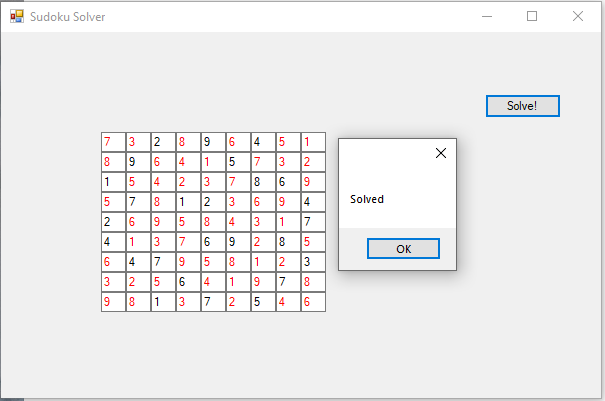 Sudoku Solver
Solve!
7 3 2 8 9 6 4 5 1
8 9 6 4 1 5 7 3 2
1 5 4 2 3 7 8 6 9
5 7 8 1 2 3 6 9 4
2 6 9 5 8 4 3 1 7
4 1 3 7 6 9 2 8 5
6 4 7 9 5 8 1 2 3
3 2 5 6 4 1 9 7 8
9 8 1 3 7 2 5 4 6
Solved
OK